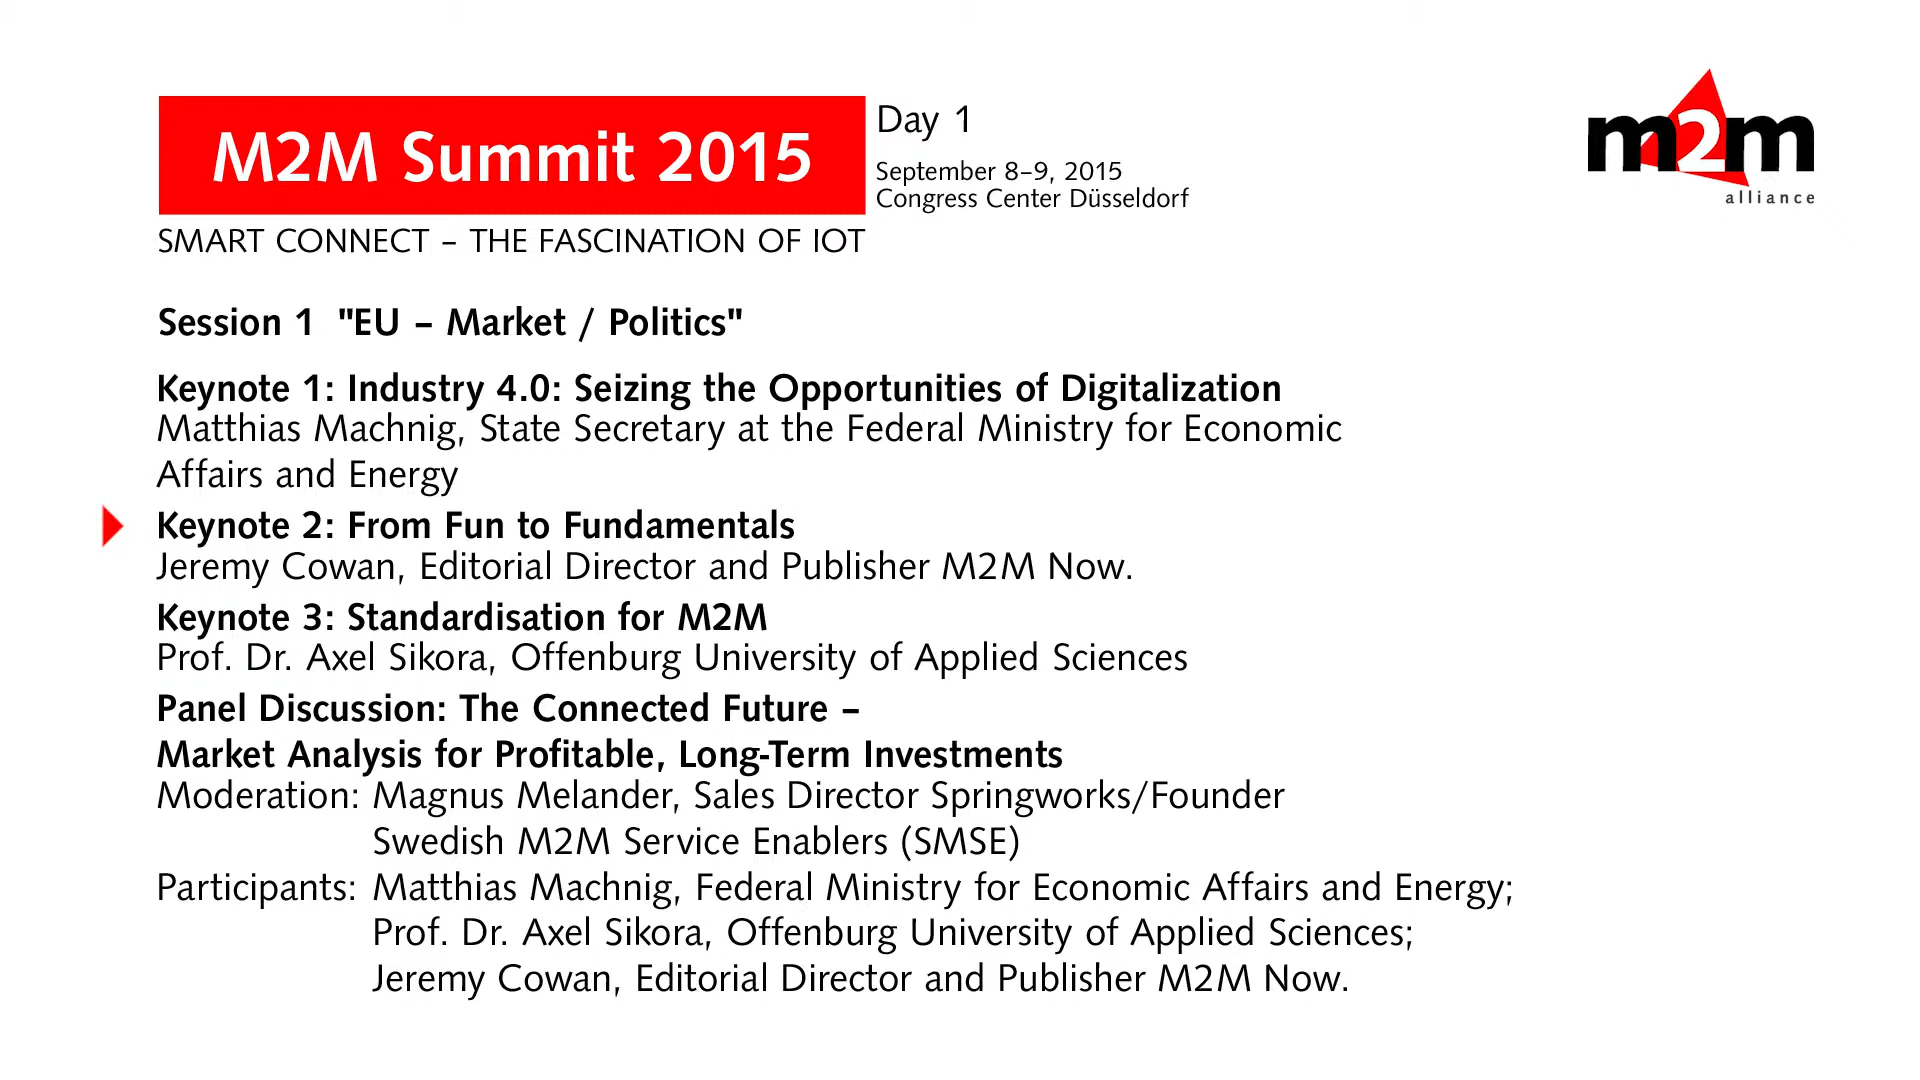 M2M Summit 2015
Day 1
September 8–9, 2015
Congress Center Düsseldorf
SMART CONNECT – THE FASCINATION OF IOT
m2m
alliance
Session 1 "EU – Market / Politics"
Keynote 1: Industry 4.0: Seizing the Opportunities of Digitalization
Matthias Machnig, State Secretary at the Federal Ministry for Economic
Affairs and Energy
Keynote 2: From Fun to Fundamentals
Jeremy Cowan, Editorial Director and Publisher M2M Now.
Keynote 3: Standardisation for M2M
Prof. Dr. Axel Sikora, Offenburg University of Applied Sciences
Panel Discussion: The Connected Future –
Market Analysis for Profitable, Long-Term Investments
Moderation: Magnus Melander, Sales Director Springworks/Founder
Swedish M2M Service Enablers (SMSE)
Participants: Matthias Machnig, Federal Ministry for Economic Affairs and Energy;
Prof. Dr. Axel Sikora, Offenburg University of Applied Sciences;
Jeremy Cowan, Editorial Director and Publisher M2M Now.